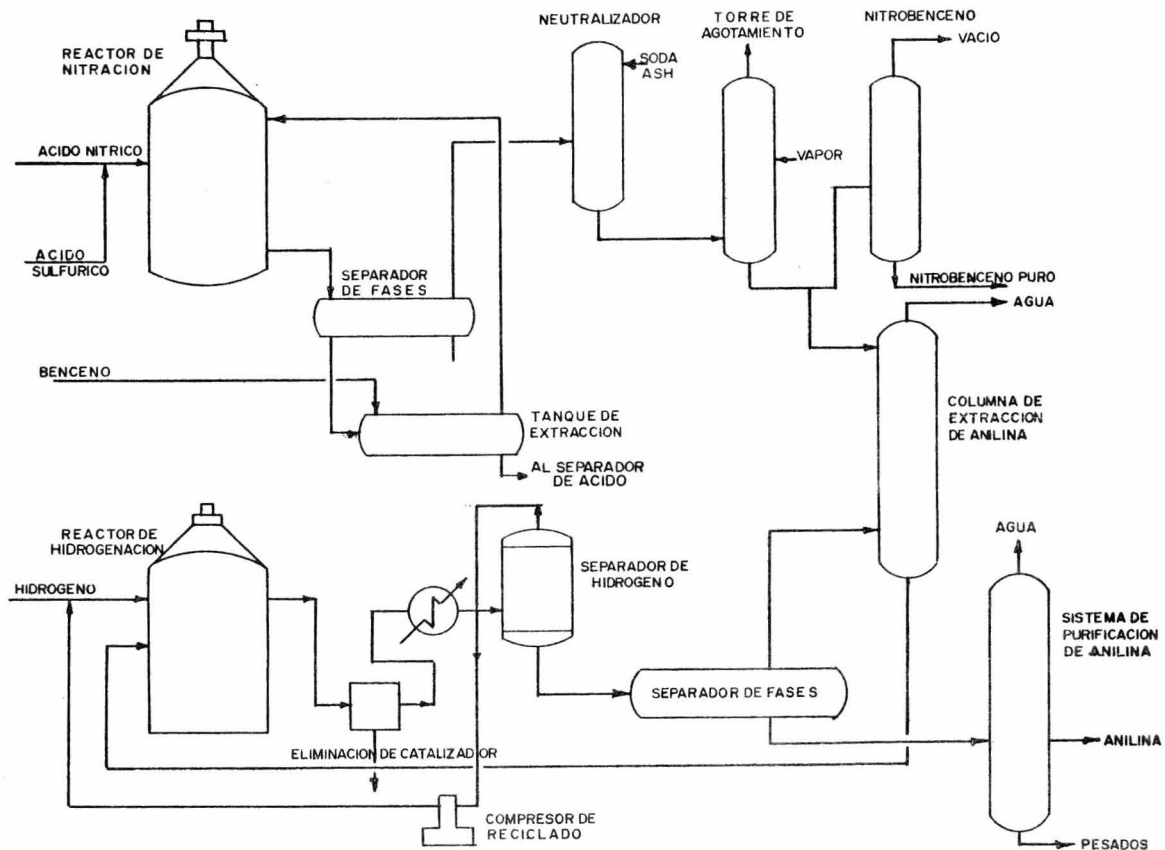 NEUTRALIZADOR
TORRE DE
AGOTAMIENTO
NITROBENCENO
VACIO
REACTOR DE
NITRACION
SODA
ASH
ACIDO NITRICO
VAPOR
ACIDO
SULFURICO
SEPARADOR
DE FASES
NITROBENCENO PURO
AGUA
BENCENO
TANQUE DE
EXTRACCION
COLUMNA DE
EXTRACCION
DE ANILINA
AL SEPARADOR
DE ACIDO
REACTOR DE
HIDROGENACION
AGUA
HIDROGENO
SEPARADOR DE
HIDROGENO
SISTEMA DE
PURIFICACION
DE ANILINA
SEPARADOR DE FASES
ELIMINACION DE CATALIZADOR
ANILINA
COMPRESOR DE
RECICLADO
PESADOS